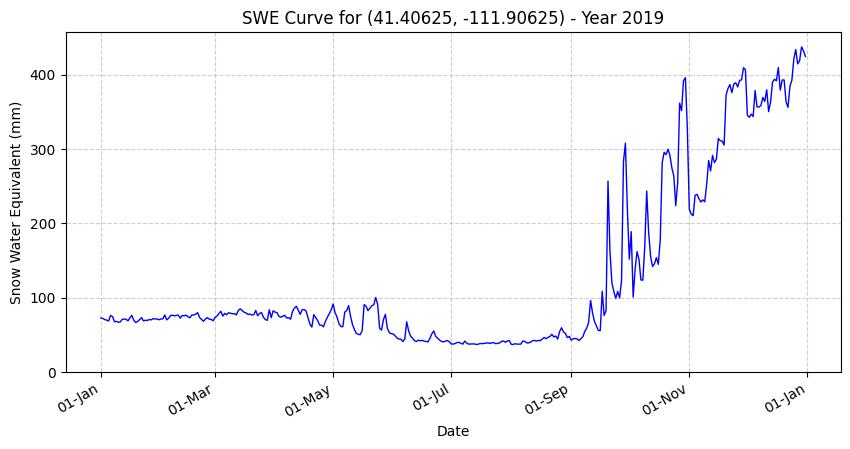 SWE Curve for (41.40625, -111.90625) - Year 2019
Snow Water Equivalent (mm)
400
300
200
100
0
01-Jan
01-Mar
01-May
01-Jul
01-Sep
01-Nov
01-Jan
Date